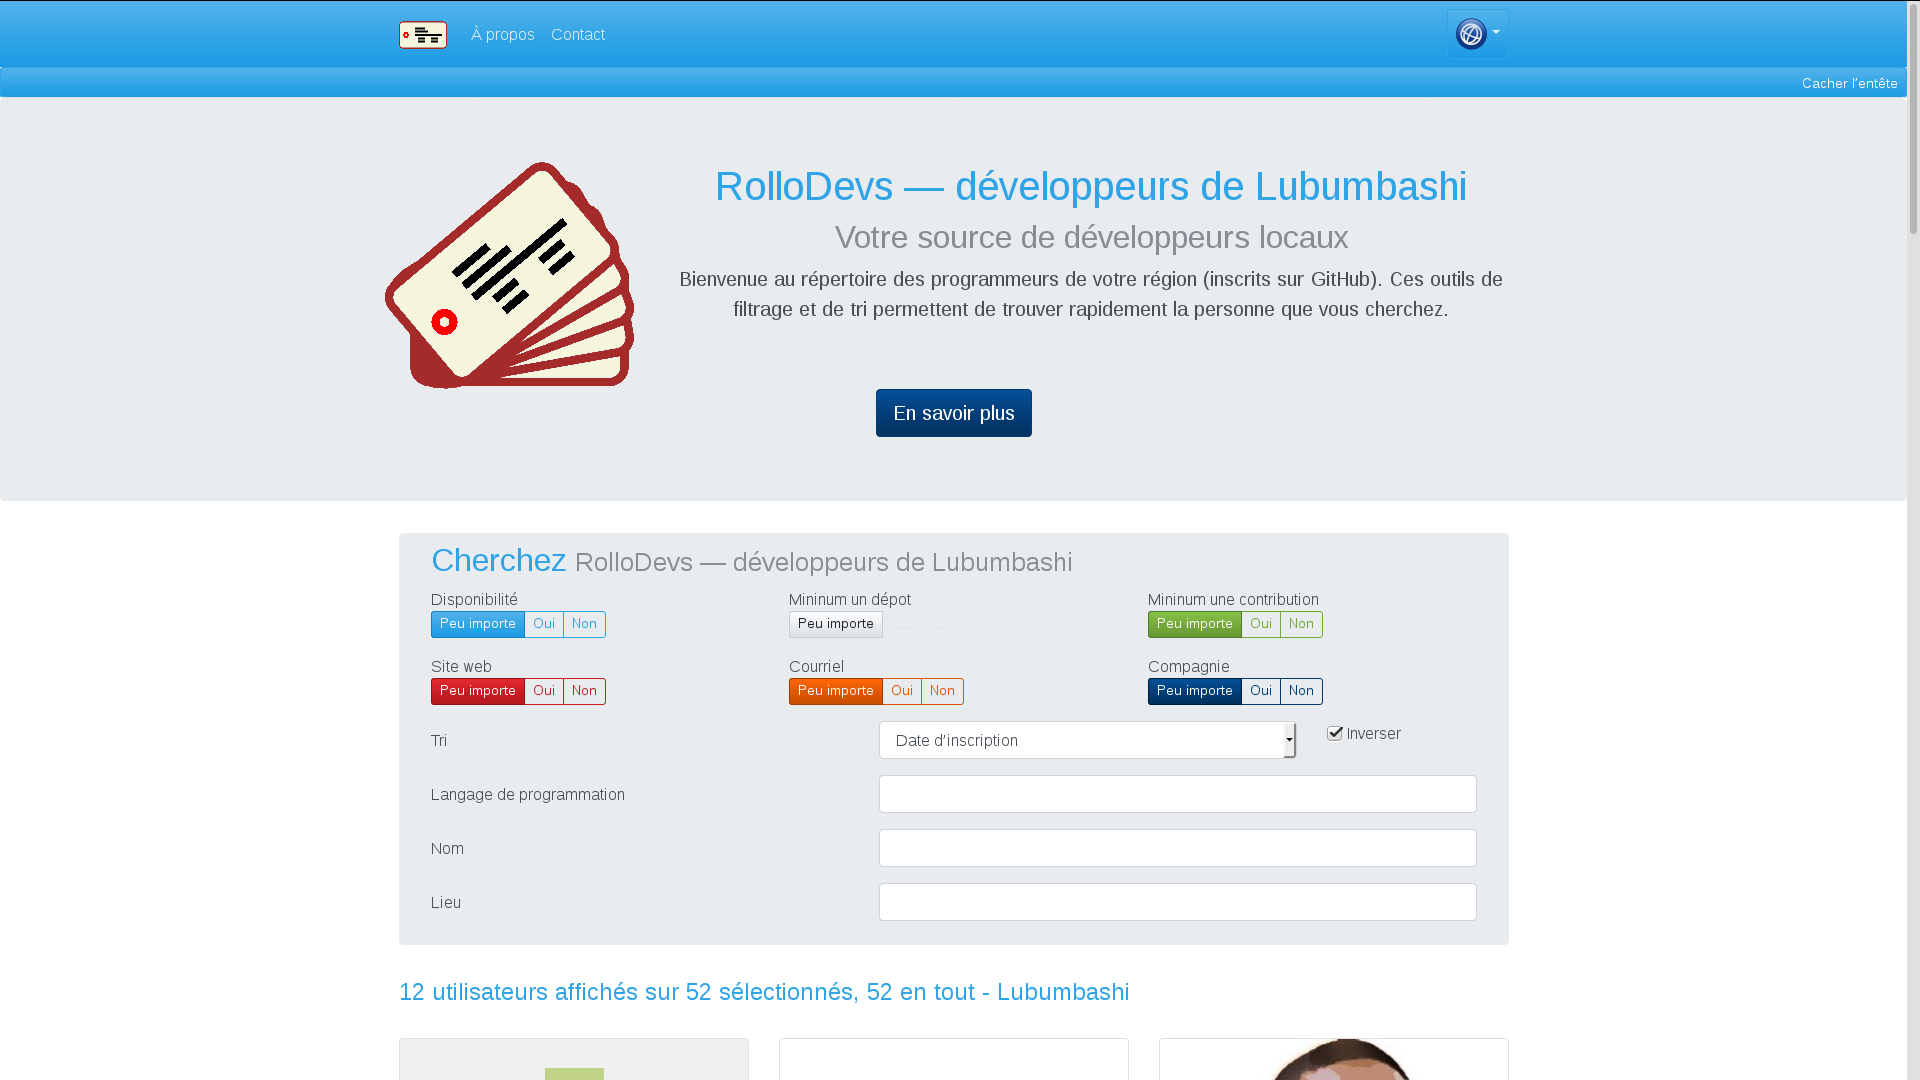 À propos Contact
Cacher l'entête
RolloDevs — développeurs de Lubumbashi
Votre source de développeurs locaux
Bienvenue au répertoire des programmeurs de votre région (inscrits sur GitHub). Ces outils de
filtrage et de tri permettent de trouver rapidement la personne que vous cherchez.
En savoir plus
Cherchez RolloDevs — développeurs de Lubumbashi
Disponibilité
Peu importe Oui Non
Mininum un dépot
Peu importe
Mininum une contribution
Peu importe Oui Non
Site web
Peu importe Oui Non
Courriel
Peu importe Oui Non
Compagnie
Peu importe Oui Non
Tri
Date d'inscription
Inverser
Langage de programmation
Nom
Lieu
12 utilisateurs affichés sur 52 sélectionnés, 52 en tout - Lubumbashi